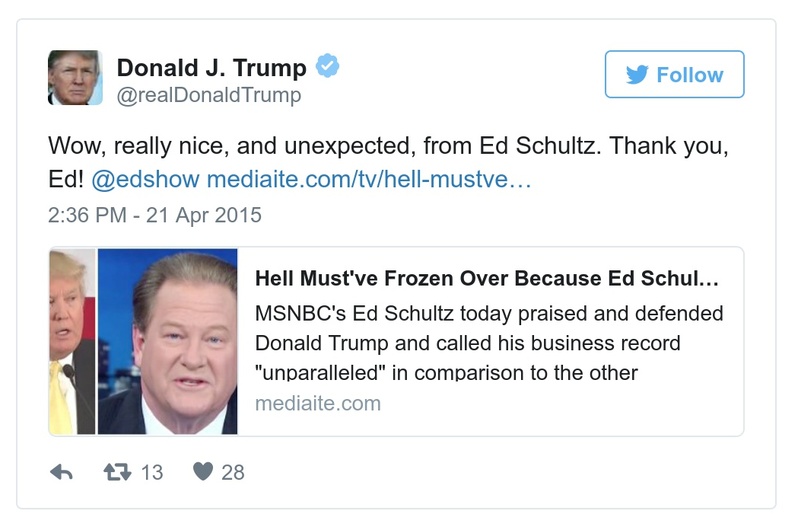 Donald J. Trump
@realDonaldTrump
Follow
Wow, really nice, and unexpected, from Ed Schultz. Thank you,
Ed! @edshow mediaite.com/tv/hell-mustve…
2:36 PM - 21 Apr 2015
Hell Must've Frozen Over Because Ed Schul…
MSNBC's Ed Schultz today praised and defended
Donald Trump and called his business record
"unparalleled" in comparison to the other
mediaite.com
13 28